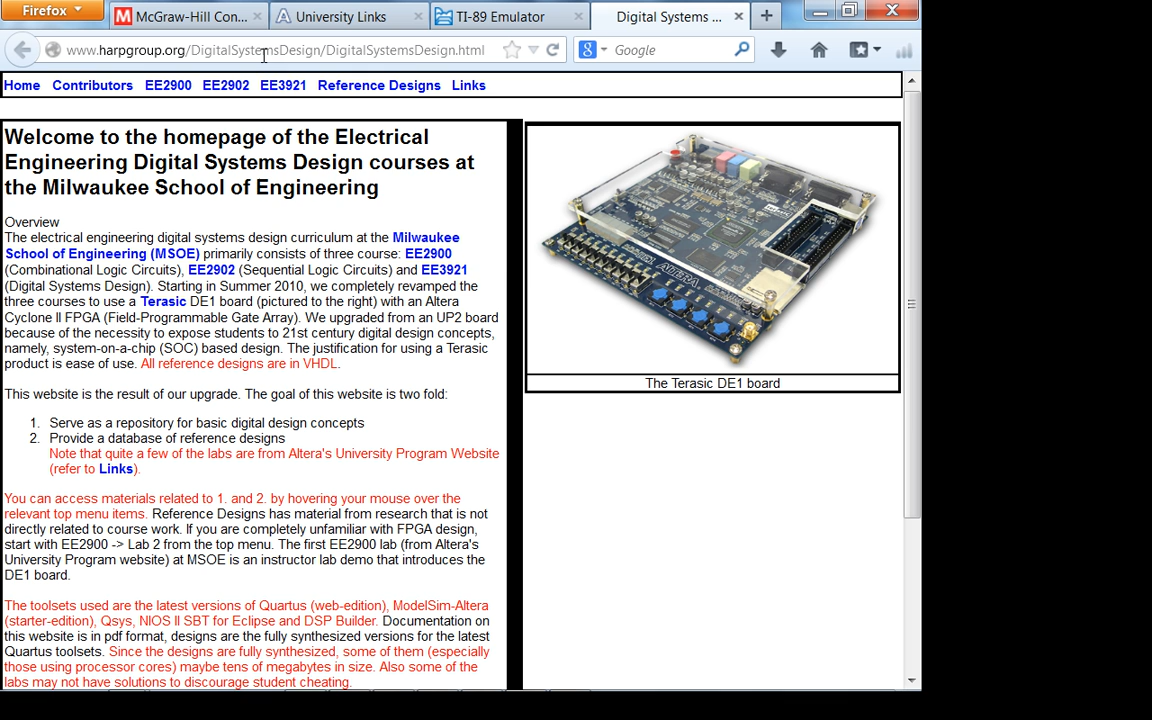 Firefox
McGraw-Hill Con...
University Links
TI-89 Emulator
Digital Systems ...
www.harpgroup.org/DigitalSystemsDesign/DigitalSystemsDesign.html
Google
Home Contributors EE2900 EE2902 EE3921 Reference Designs Links
Welcome to the homepage of the Electrical
Engineering Digital Systems Design courses at
the Milwaukee School of Engineering
Overview
The electrical engineering digital systems design curriculum at the Milwaukee
School of Engineering (MSOE) primarily consists of three course: EE2900
(Combinational Logic Circuits), EE2902 (Sequential Logic Circuits) and EE3921
(Digital Systems Design). Starting in Summer 2010, we completely revamped the
three courses to use a Terasic DE1 board (pictured to the right) with an Altera
Cyclone II FPGA (Field-Programmable Gate Array). We upgraded from an UP2 board
because of the necessity to expose students to 21st century digital design concepts,
namely, system-on-a-chip (SOC) based design. The justification for using a Terasic
product is ease of use. All reference designs are in VHDL.
This website is the result of our upgrade. The goal of this website is two fold:
1. Serve as a repository for basic digital design concepts
2. Provide a database of reference designs
Note that quite a few of the labs are from Altera's University Program Website
(refer to Links).
You can access materials related to 1. and 2. by hovering your mouse over the
relevant top menu items. Reference Designs has material from research that is not
directly related to course work. If you are completely unfamiliar with FPGA design,
start with EE2900 -> Lab 2 from the top menu. The first EE2900 lab (from Altera's
University Program website) at MSOE is an instructor lab demo that introduces the
DE1 board.
The toolsets used are the latest versions of Quartus (web-edition), ModelSim-Altera
(starter-edition), Qsys, NIOS II SBT for Eclipse and DSP Builder. Documentation on
this website is in pdf format, designs are the fully synthesized versions for the latest
Quartus toolsets. Since the designs are fully synthesized, some of them (especially
those using processor cores) maybe tens of megabytes in size. Also some of the
labs may not have solutions to discourage student cheating.
ALTERA
The Terasic DE1 board